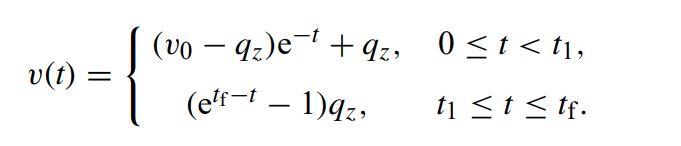 v(t) = { (v₀ − q_z)e^{−t} + q_z, 0 ≤ t < t₁,
(e^{t_f−t} − 1)q_z, t₁ ≤ t ≤ t_f.